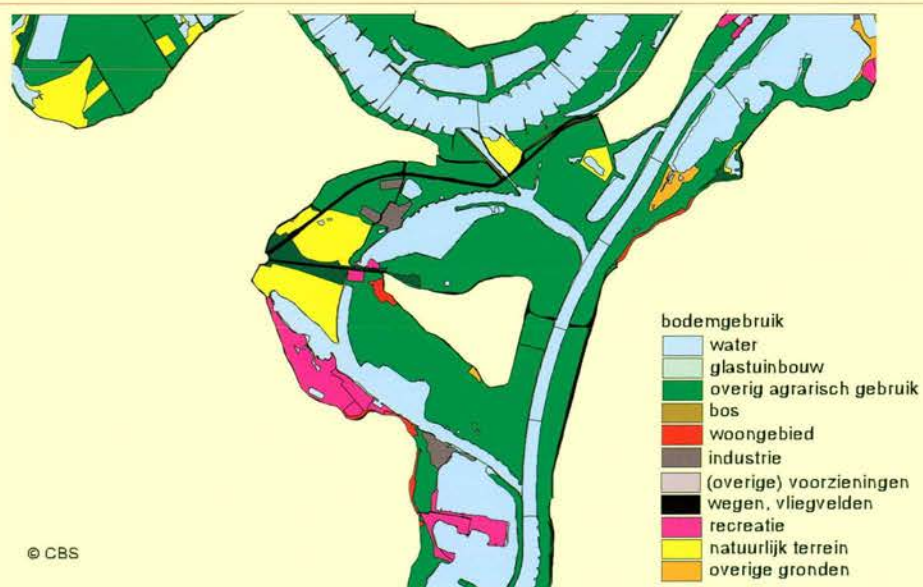 bodemgebruik
water
glastuinbouw
overig agrarisch gebruik
bos
woongebied
industrie
(overige) voorzieningen
wegen, vliegvelden
recreatie
natuurlijk terrein
overige gronden
© CBS